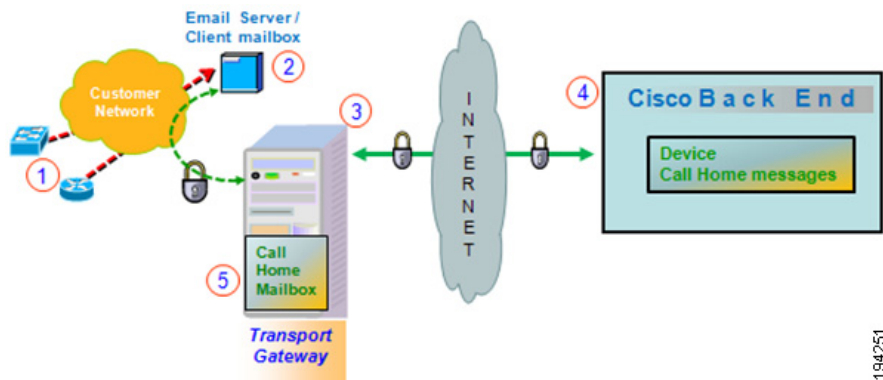 Email Server /
Client mailbox
2
Customer
Network
1
3
Call
Home
Mailbox
5
Transport
Gateway
INTERNET
4
Cisco Back End
Device
Call Home messages
194251